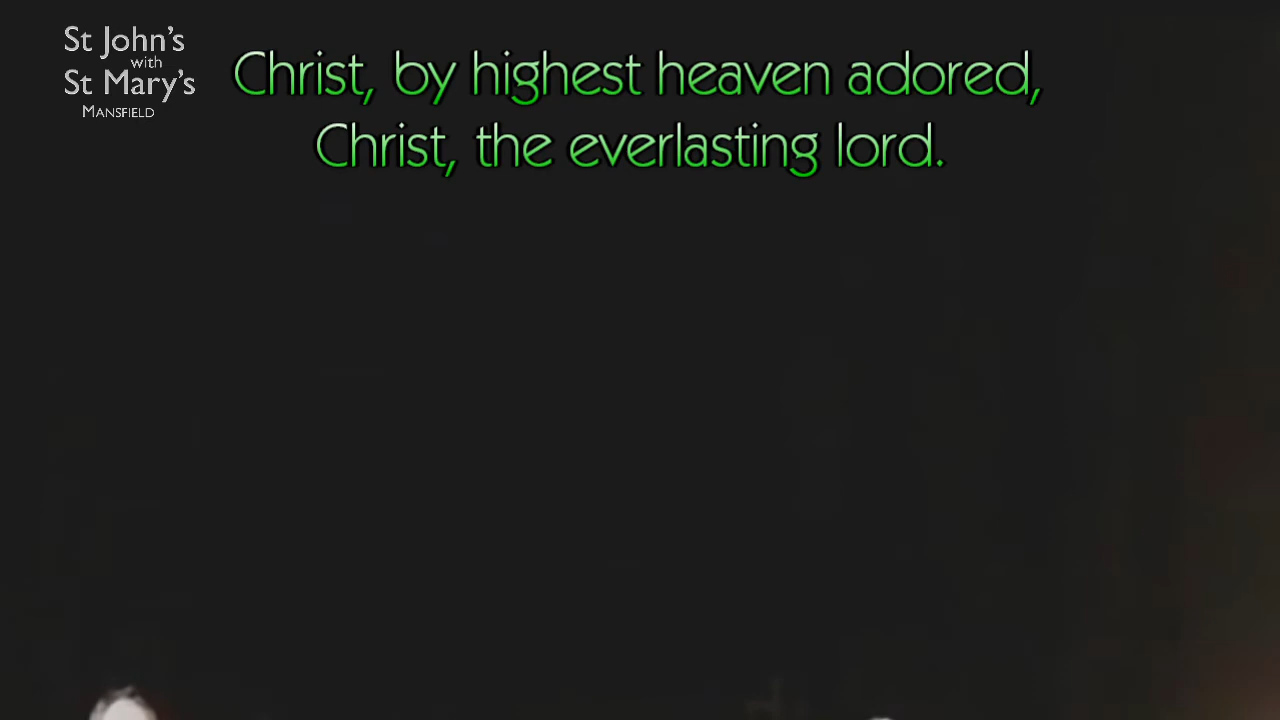 St John's
with
St Mary's
MANSFIELD
Christ, by highest heaven adored,
Christ, the everlasting lord.